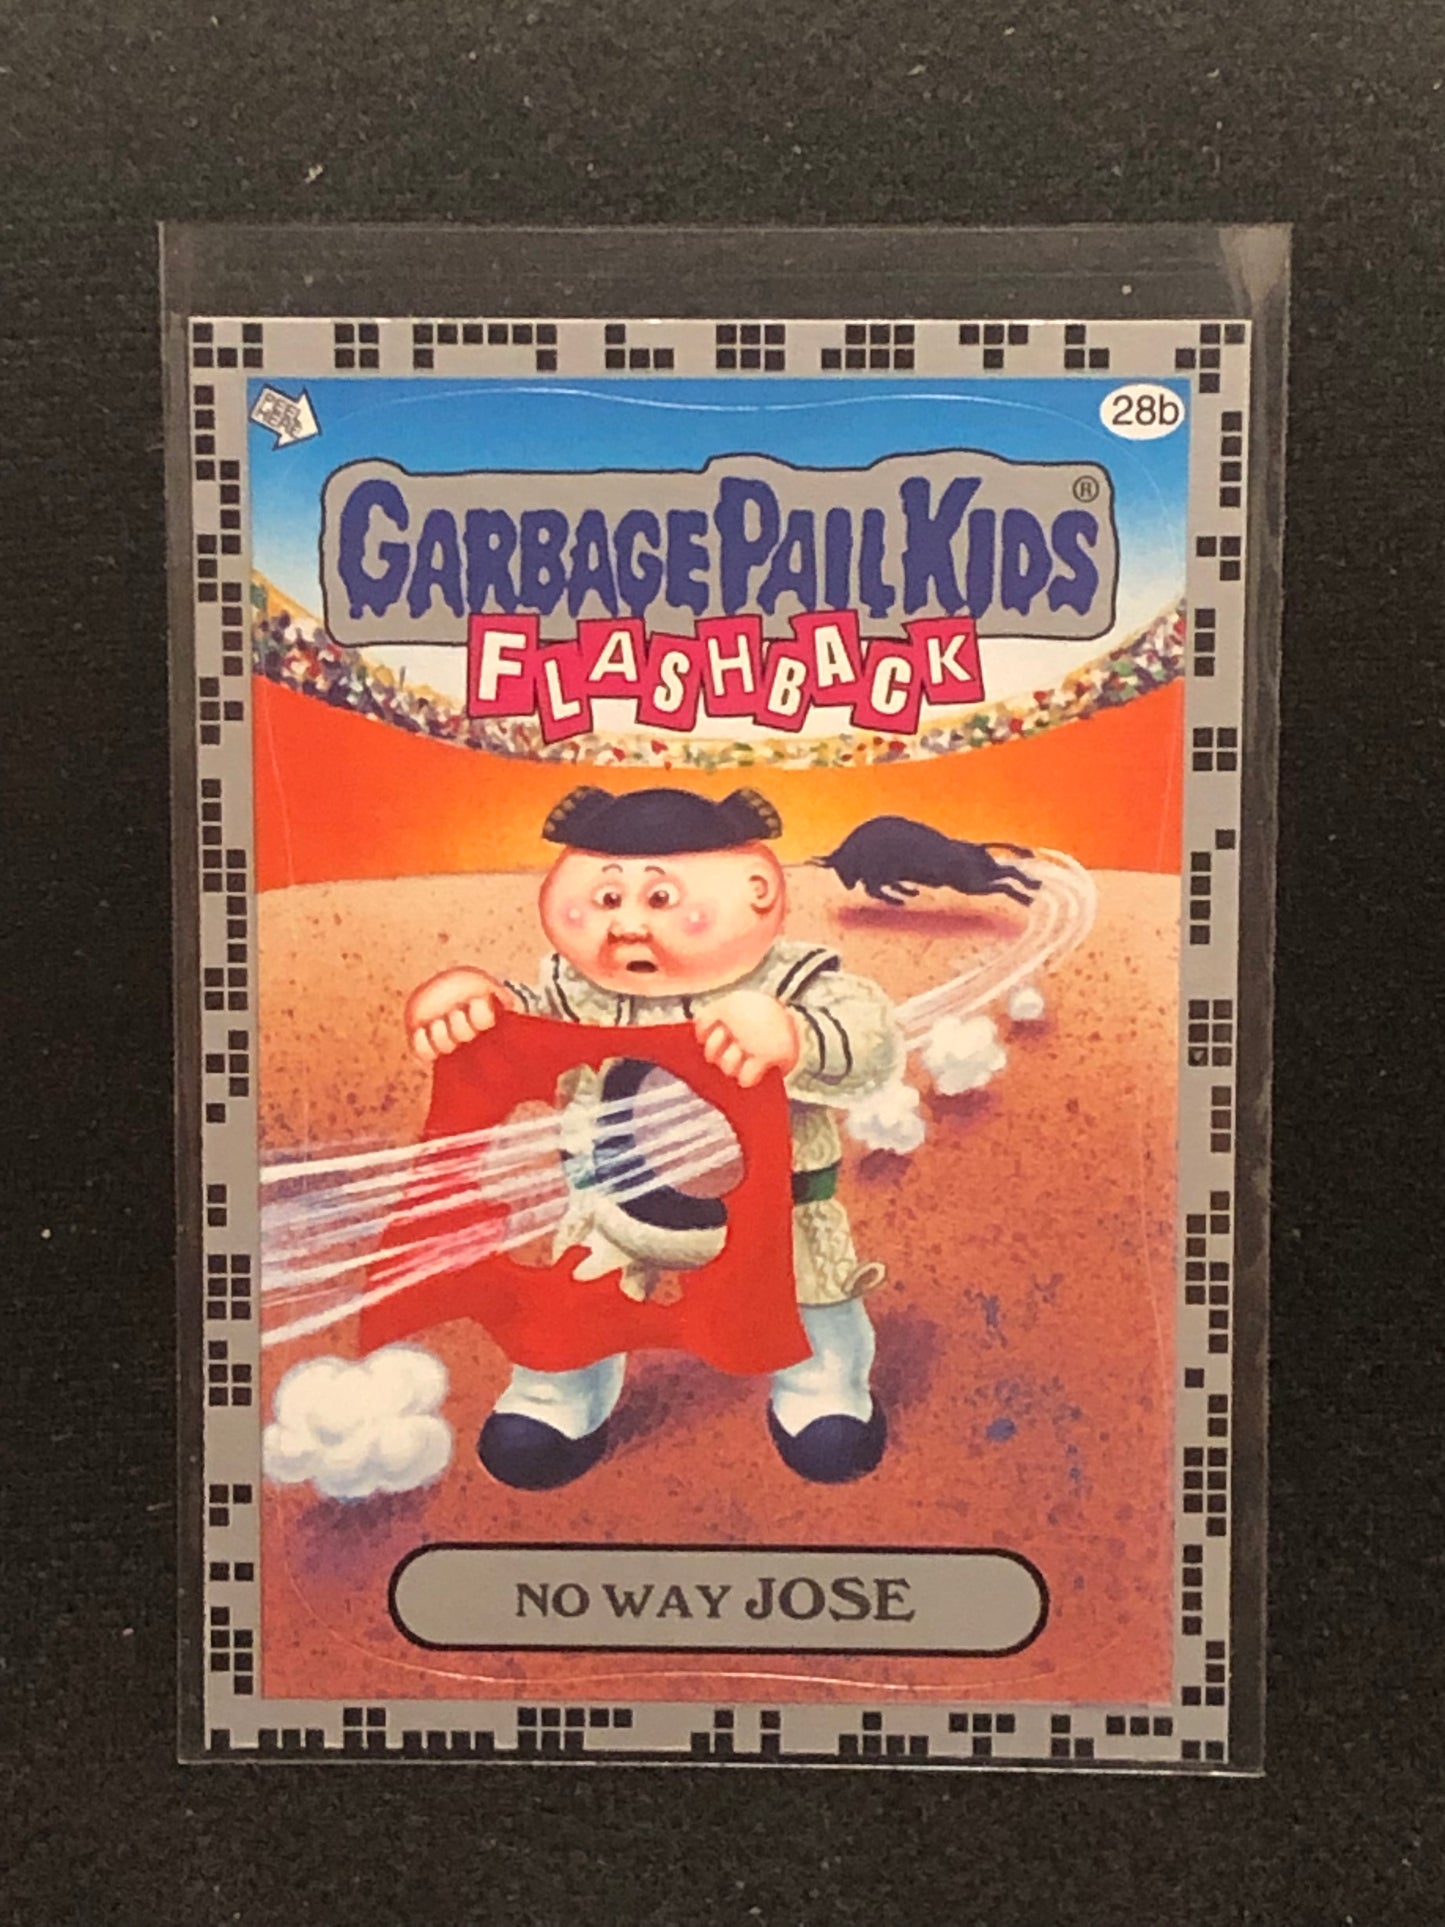 PEEL
HERE
28b
GARBAGE PAIL KIDS ®
FLASHBACK
NO WAY JOSE